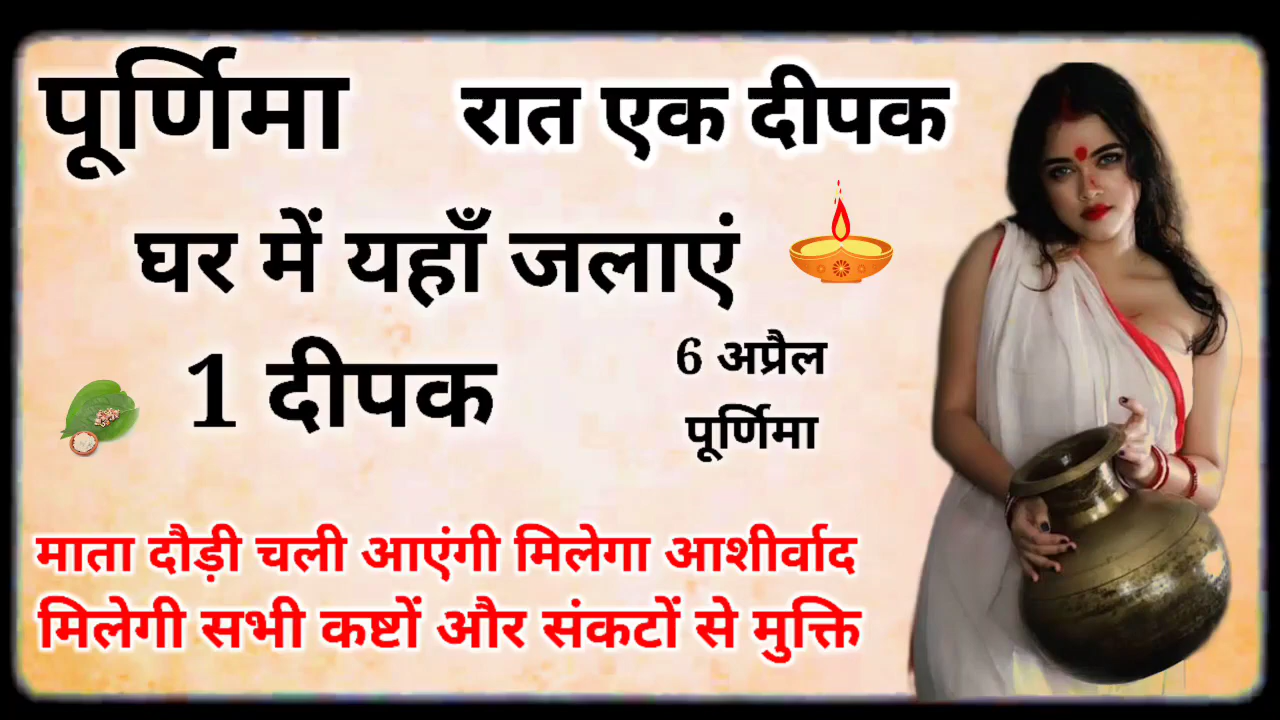 पूर्णिमा रात एक दीपक
घर में यहाँ जलाएं
1 दीपक
6 अप्रैल
पूर्णिमा
माता दौड़ी चली आएंगी मिलेगा आशीर्वाद
मिलेगी सभी कष्टों और संकटों से मुक्ति